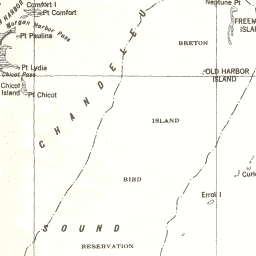 Comfort I
Pt Comfort
Neptune Pt
HARBOR
Morgan Harbor Pass
Pt Paulina
FREEM
ISLA
BRETON
CHANDELEU
Pt Lydia
Chicot Pass
OLD HARBOR
ISLAND
Chicot
Island
Pt Chicot
ISLAND
BIRD
Curl
Errol I
SOUND
RESERVATION